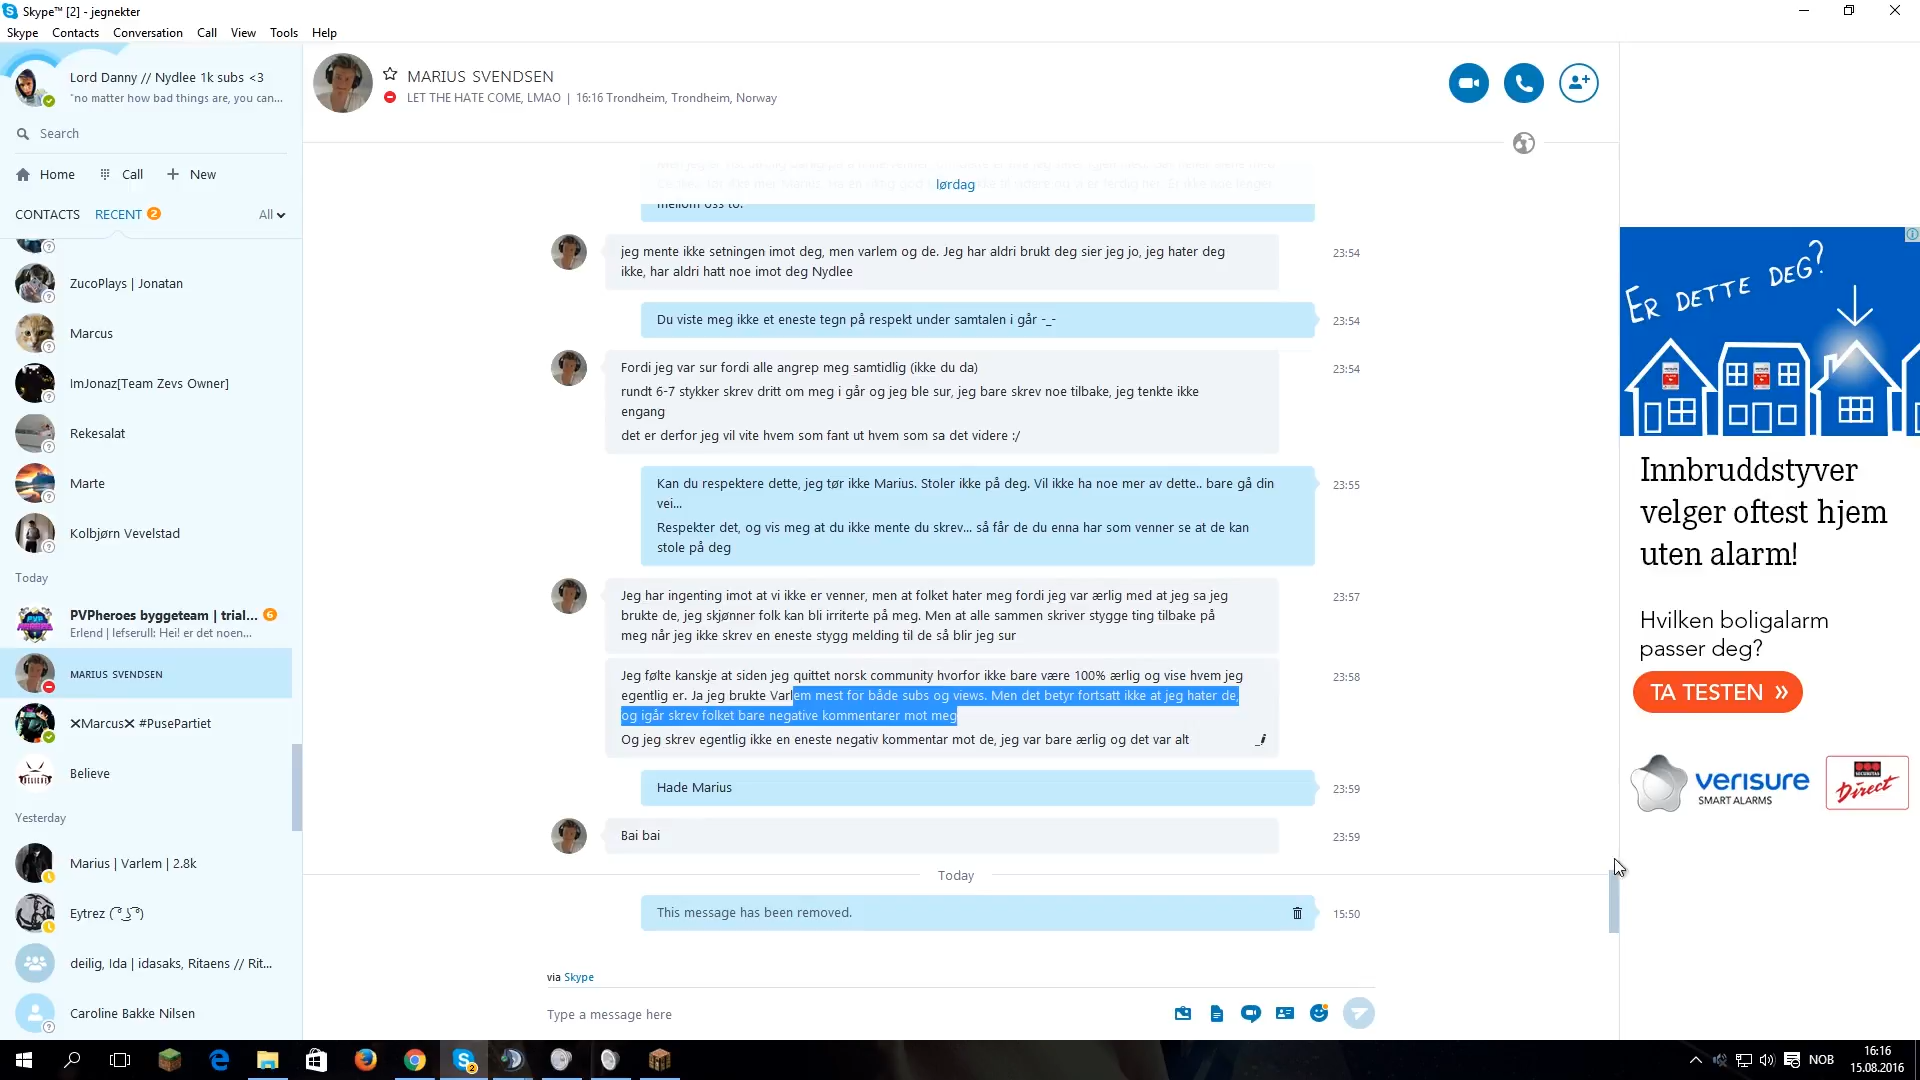 Skype™ [2] - jegnekter
Skype Contacts Conversation Call View Tools Help
Lord Danny // Nydlee 1k subs <3
"no matter how bad things are, you can...
Search
Home Call New
CONTACTS RECENT 2 All
ZucoPlays | Jonatan
Marcus
ImJonaz[Team Zevs Owner]
Rekesalat
Marte
Kolbjørn Vevelstad
Today
PVPheroes byggeteam | trial... 6
Erlend | lefserull: Hei! er det noen...
MARIUS SVENDSEN
❌Marcus❌ #PusePartiet
Believe
Yesterday
Marius | Varlem | 2.8k
Eytrez ( ͡° ͜ʖ ͡°)
deilig, Ida | idasaks, Ritaens // Rit...
Caroline Bakke Nilsen
MARIUS SVENDSEN
LET THE HATE COME, LMAO | 16:16 Trondheim, Trondheim, Norway
lørdag
mellom oss to.
jeg mente ikke setningen imot deg, men varlem og de. Jeg har aldri brukt deg sier jeg jo, jeg hater deg 23:54
ikke, har aldri hatt noe imot deg Nydlee
Du viste meg ikke et eneste tegn på respekt under samtalen i går -_- 23:54
Fordi jeg var sur fordi alle angrep meg samtidlig (ikke du da) 23:54
rundt 6-7 stykker skrev dritt om meg i går og jeg ble sur, jeg bare skrev noe tilbake, jeg tenkte ikke
engang
det er derfor jeg vil vite hvem som fant ut hvem som sa det videre :/
Kan du respektere dette, jeg tør ikke Marius. Stoler ikke på deg. Vil ikke ha noe mer av dette.. bare gå din 23:55
vei...
Respekter det, og vis meg at du ikke mente du skrev... så får de du enna har som venner se at de kan
stole på deg
Jeg har ingenting imot at vi ikke er venner, men at folket hater meg fordi jeg var ærlig med at jeg sa jeg 23:57
brukte de, jeg skjønner folk kan bli irriterte på meg. Men at alle sammen skriver stygge ting tilbake på
meg når jeg ikke skrev en eneste stygg melding til de så blir jeg sur
Jeg følte kanskje at siden jeg quittet norsk community hvorfor ikke bare være 100% ærlig og vise hvem jeg 23:58
egentlig er. Ja jeg brukte Varlem mest for både subs og views. Men det betyr fortsatt ikke at jeg hater de,
og igår skrev folket bare negative kommentarer mot meg
Og jeg skrev egentlig ikke en eneste negativ kommentar mot de, jeg var bare ærlig og det var alt
Hade Marius 23:59
Bai bai 23:59
Today
This message has been removed. 15:50
via Skype
Type a message here
ER DETTE DEG?
Innbruddstyver
velger oftest hjem
uten alarm!
Hvilken boligalarm
passer deg?
TA TESTEN »
verisure
SMART ALARMS
SECURITAS
Direct
2
NOB
16:16
15.08.2016